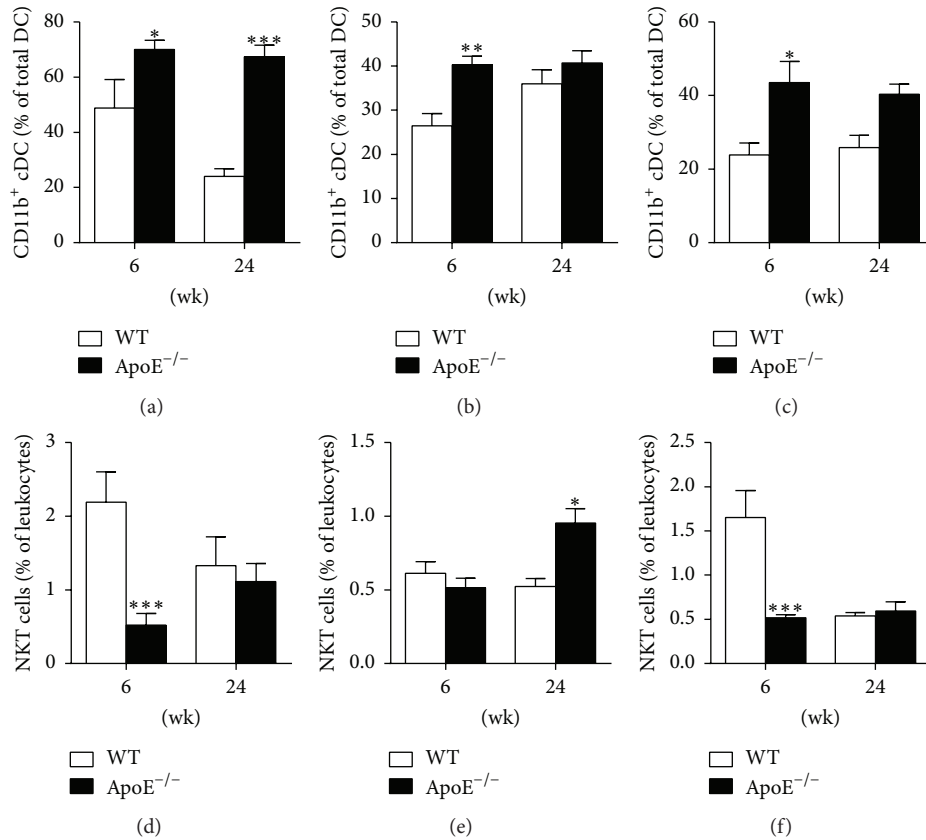 CD11b⁺ cDC (% of total DC)
80
60
40
20
0
*
***
6
24
(wk)
WT
ApoE⁻/⁻
(a)
CD11b⁺ cDC (% of total DC)
50
40
30
20
10
0
**
6
24
(wk)
WT
ApoE⁻/⁻
(b)
CD11b⁺ cDC (% of total DC)
60
40
20
0
*
6
24
(wk)
WT
ApoE⁻/⁻
(c)
NKT cells (% of leukocytes)
3
2
1
0
***
6
24
(wk)
WT
ApoE⁻/⁻
(d)
NKT cells (% of leukocytes)
1.5
1.0
0.5
0.0
*
6
24
(wk)
WT
ApoE⁻/⁻
(e)
NKT cells (% of leukocytes)
2.5
2.0
1.5
1.0
0.5
0.0
***
6
24
(wk)
WT
ApoE⁻/⁻
(f)